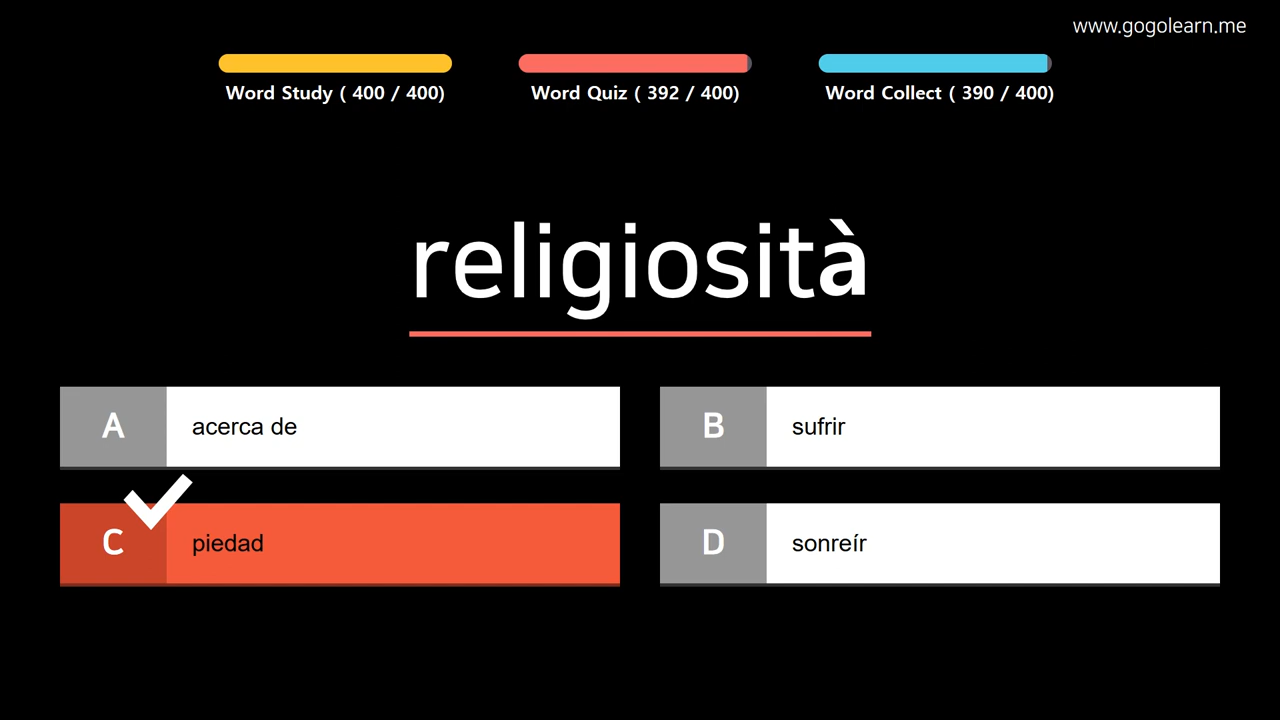 www.gogolearn.me
Word Study ( 400 / 400)
Word Quiz ( 392 / 400)
Word Collect ( 390 / 400)
religiosità
A acerca de
B sufrir
C piedad
D sonreír